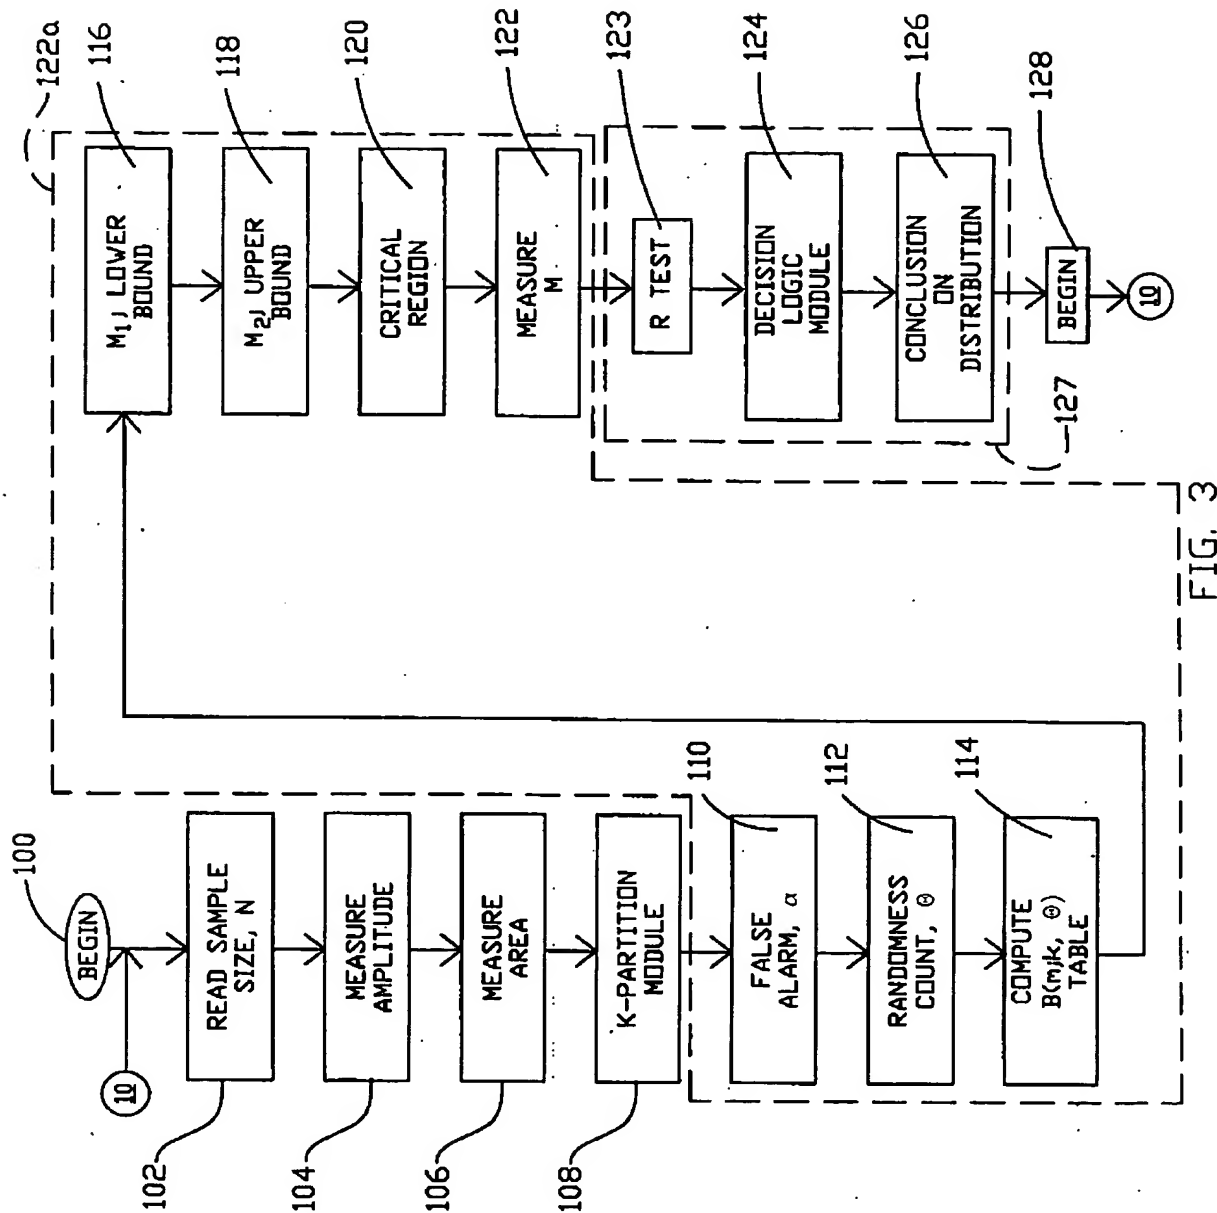 100
BEGIN
10
READ SAMPLE
SIZE, N
102
MEASURE
AMPLITUDE
104
MEASURE
AREA
106
K-PARTITION
MODULE
108
FALSE
ALARM, α
110
RANDOMNESS
COUNT, Θ
112
COMPUTE
B(mjk, Θ)
TABLE
114
122a
M1J LOWER
BOUND
116
M2J UPPER
BOUND
118
CRITICAL
REGION
120
MEASURE
M
122
R TEST
123
DECISION
LOGIC
MODULE
124
CONCLUSION
ON
DISTRIBUTION
126
127
BEGIN
128
10
FIG. 3